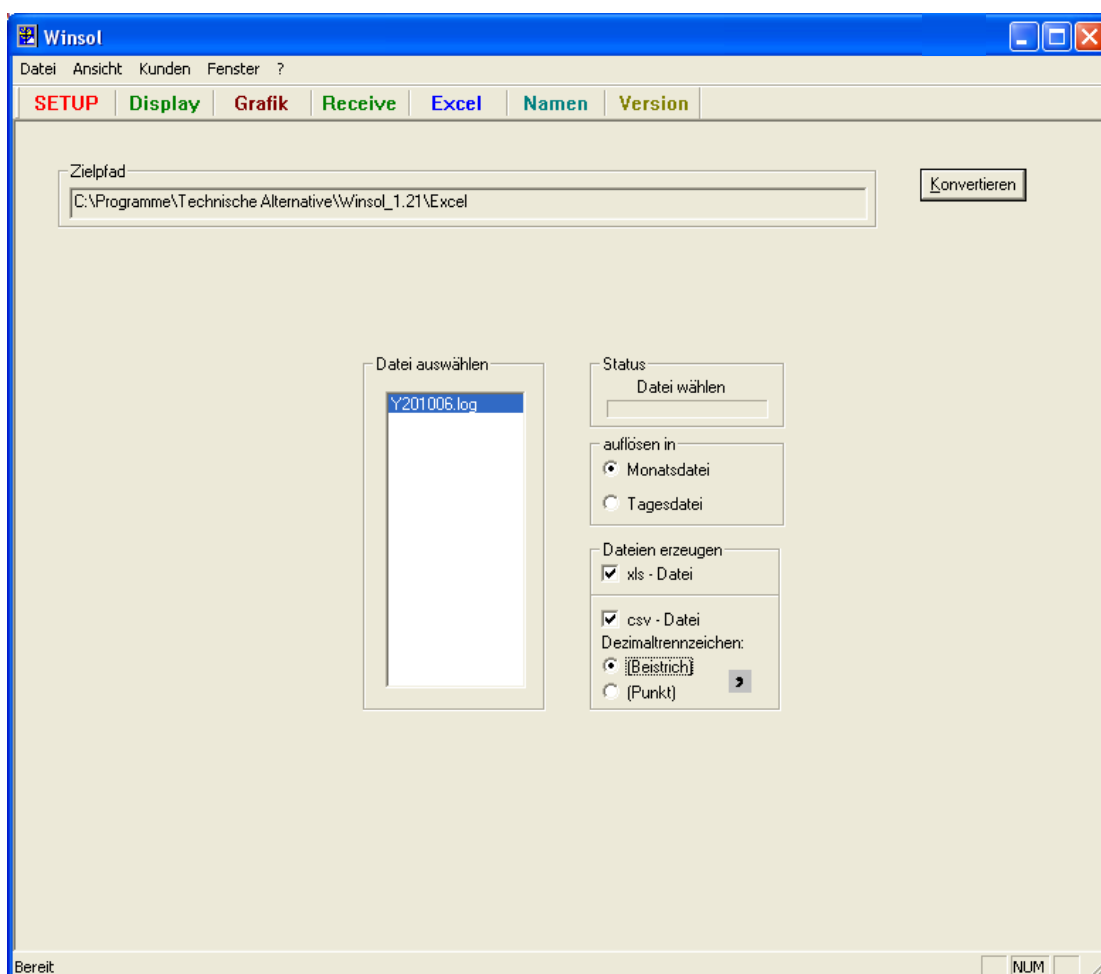 Winsol
Datei Ansicht Kunden Fenster ?
SETUP Display Grafik Receive Excel Namen Version
Zielpfad
C:\Programme\Technische Alternative\Winsol_1.21\Excel
Konvertieren
Datei auswählen
Y201006.log
Status
Datei wählen
auflösen in
Monatsdatei
Tagesdatei
Dateien erzeugen
xls - Datei
csv - Datei
Dezimaltrennzeichen:
(Beistrich)
,
(Punkt)
Bereit NUM